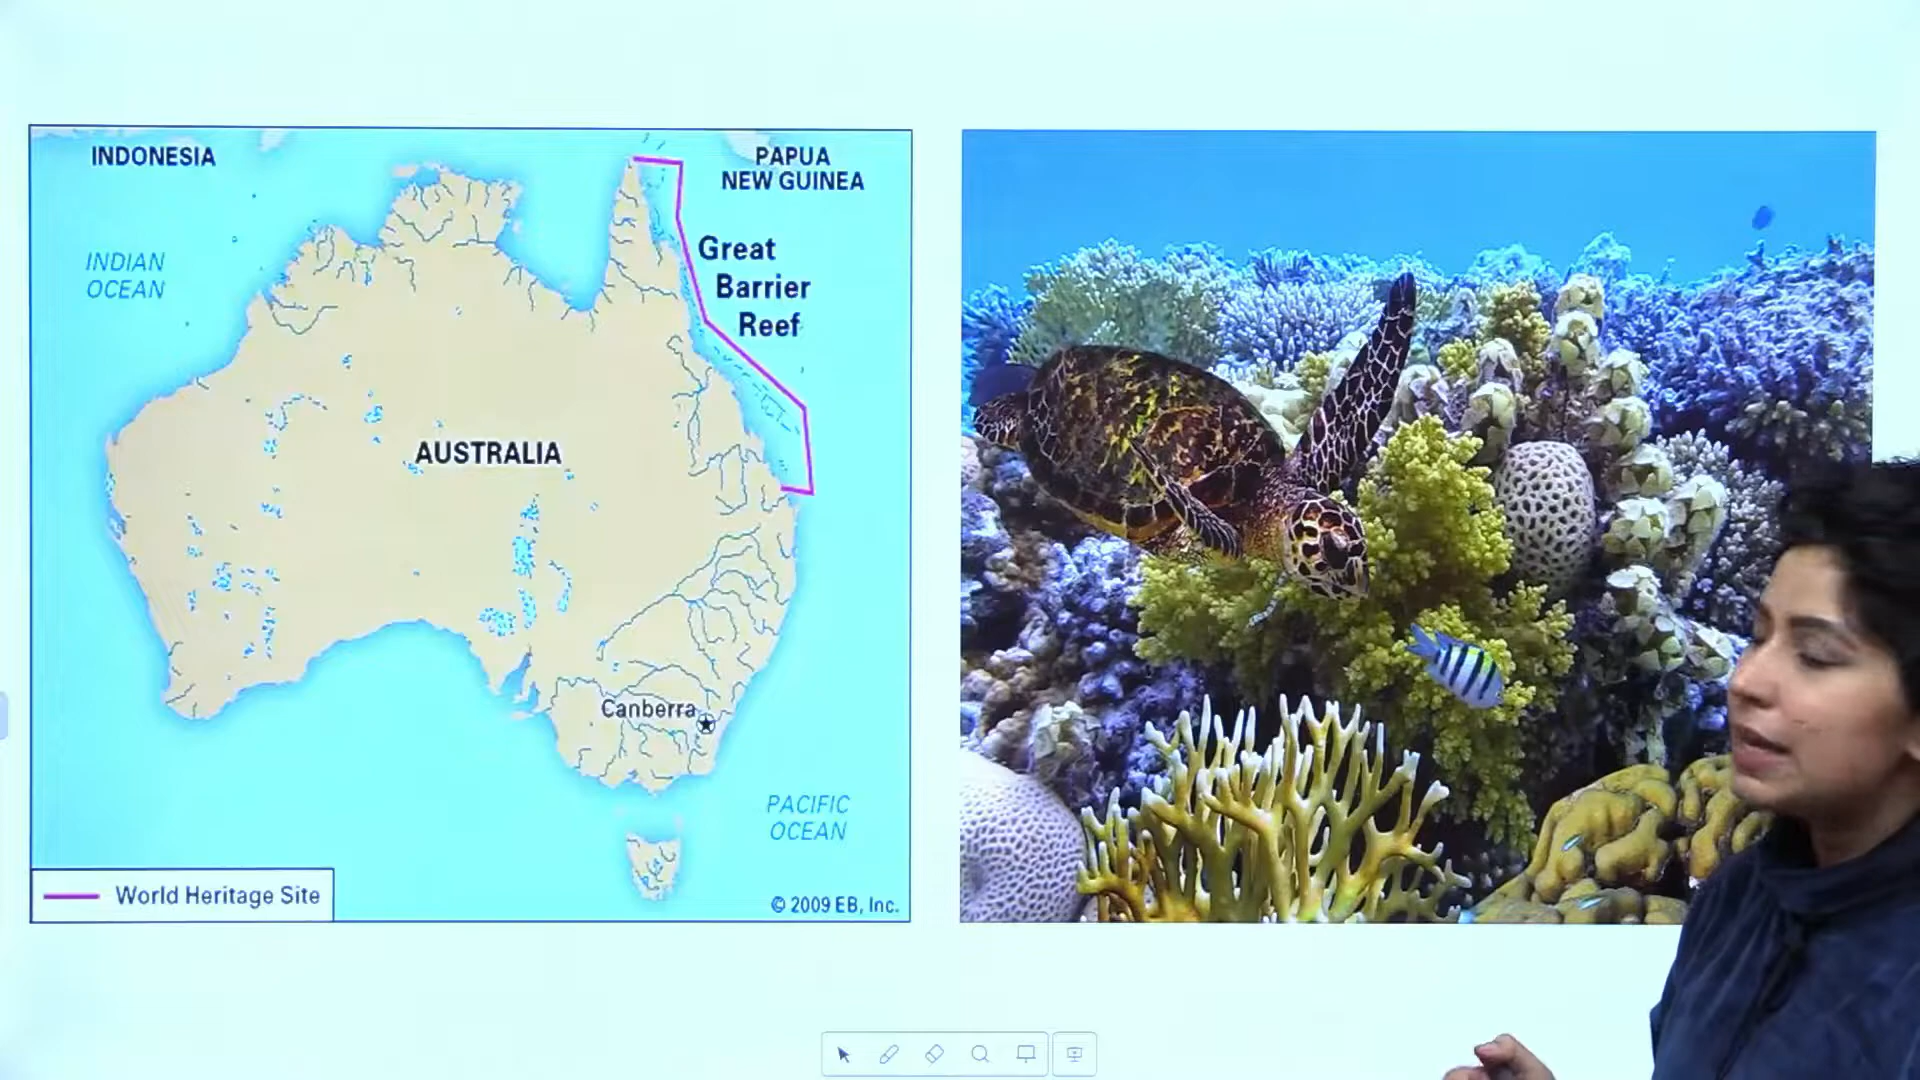 INDONESIA
PAPUA
NEW GUINEA
INDIAN
OCEAN
Great
Barrier
Reef
AUSTRALIA
Canberra
PACIFIC
OCEAN
World Heritage Site
© 2009 EB, Inc.